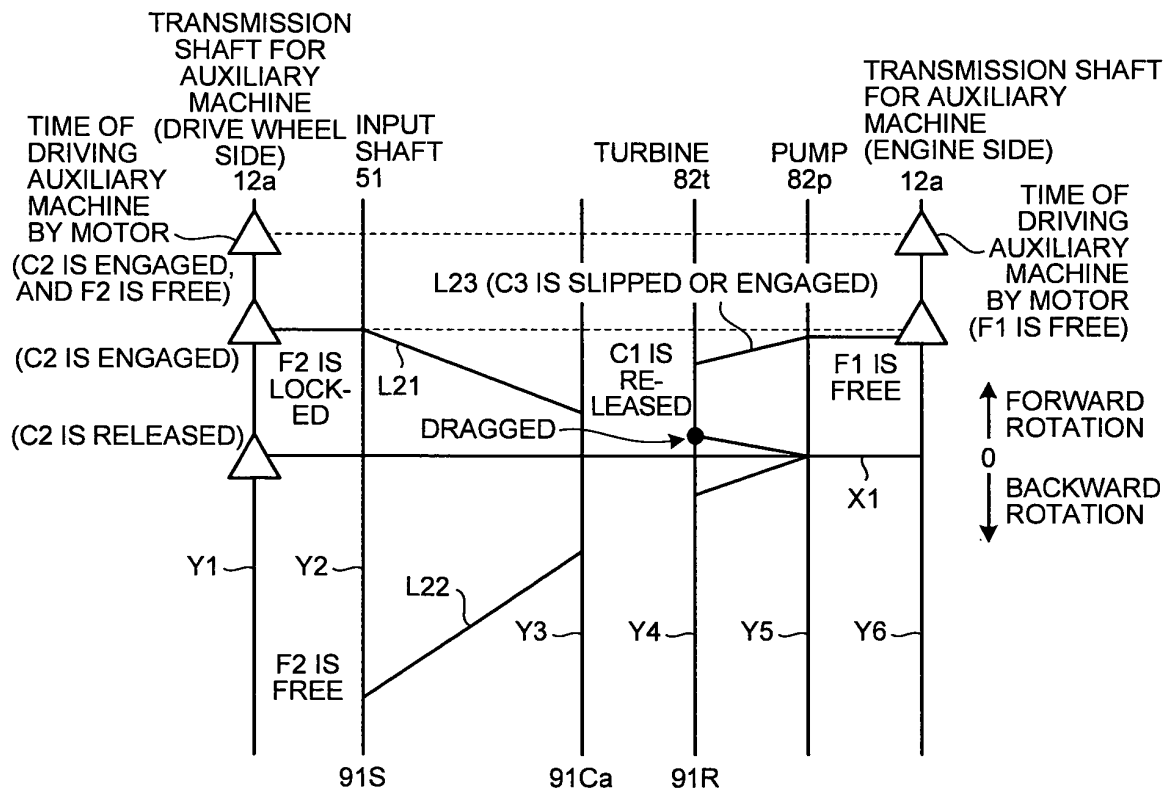 TRANSMISSION
SHAFT FOR
AUXILIARY
MACHINE
(DRIVE WHEEL
SIDE)
12a
TIME OF
DRIVING
AUXILIARY
MACHINE
BY MOTOR
(C2 IS ENGAGED,
AND F2 IS FREE)
(C2 IS ENGAGED)
(C2 IS RELEASED)
INPUT
SHAFT
51
TURBINE
82t
PUMP
82p
TRANSMISSION SHAFT
FOR AUXILIARY
MACHINE
(ENGINE SIDE)
12a
TIME OF
DRIVING
AUXILIARY
MACHINE
BY MOTOR
(F1 IS FREE)
L23 (C3 IS SLIPPED OR ENGAGED)
F2 IS
LOCK-
ED
L21
C1 IS
RE-
LEASED
F1 IS
FREE
DRAGGED
FORWARD
ROTATION
0
BACKWARD
ROTATION
X1
Y1
Y2
L22
Y3
Y4
Y5
Y6
F2 IS
FREE
91S
91Ca
91R